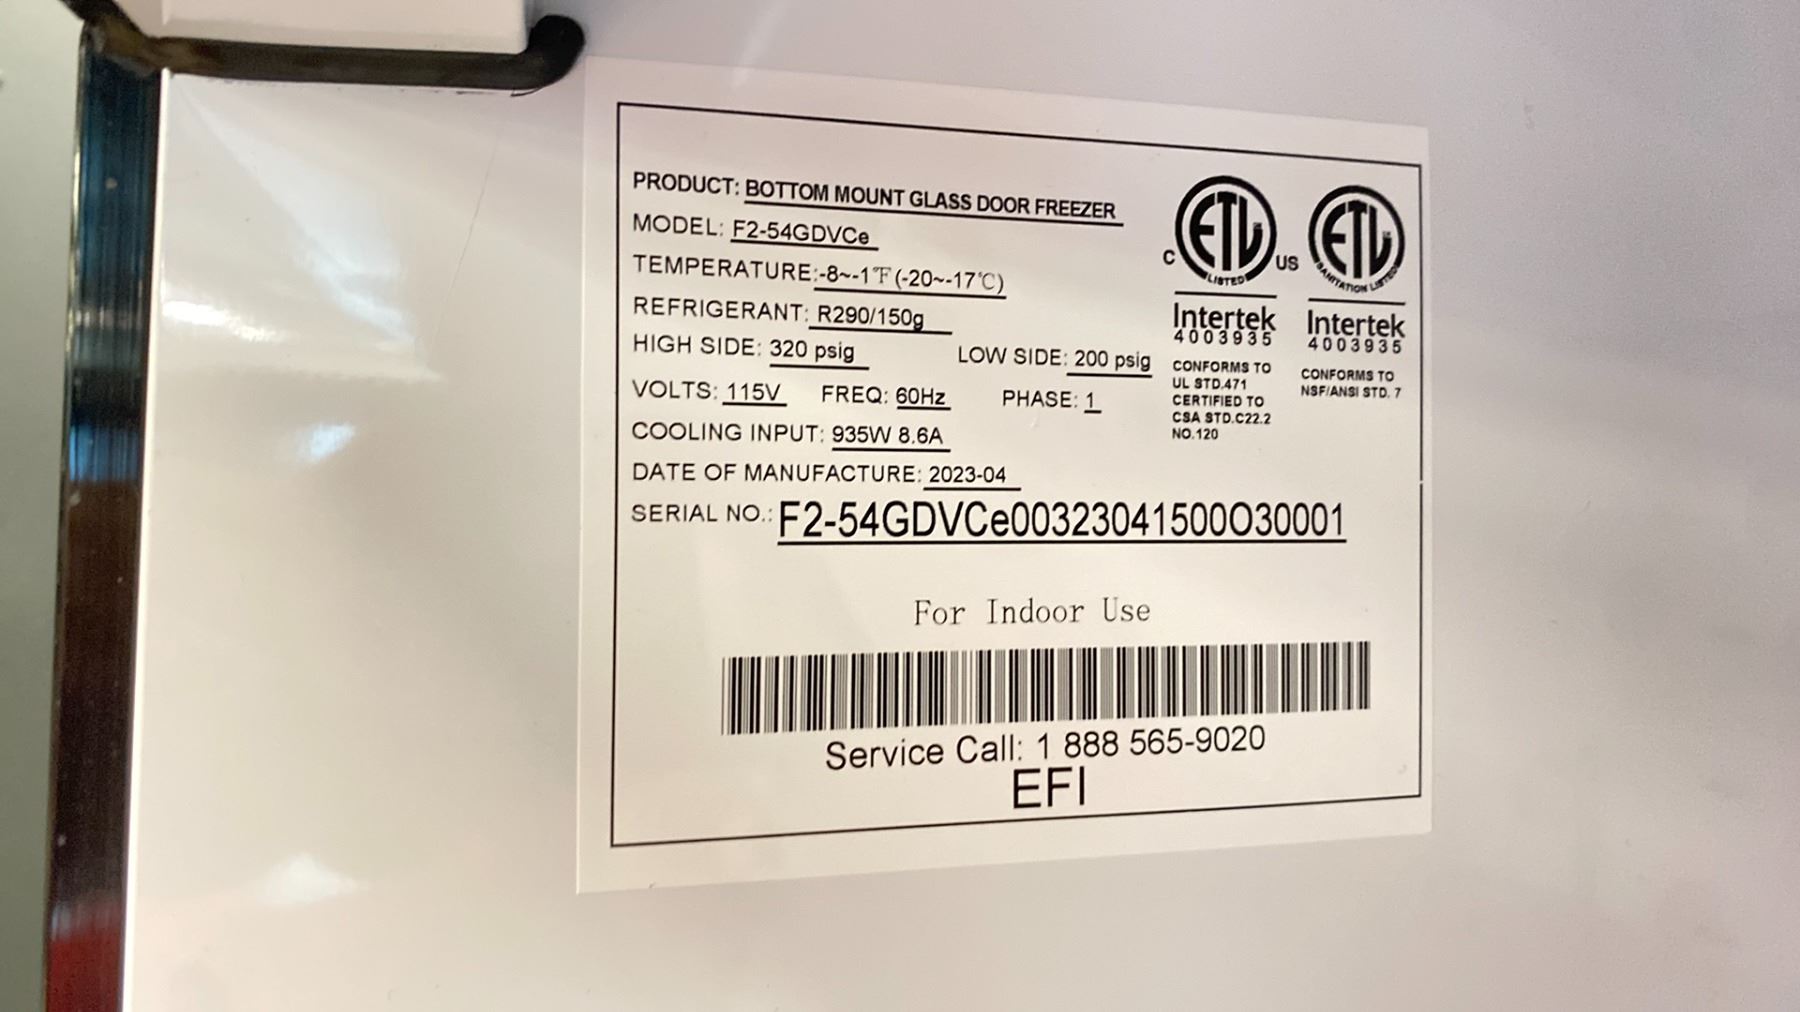 PRODUCT: BOTTOM MOUNT GLASS DOOR FREEZER
MODEL: F2-54GDVCe
TEMPERATURE:-8~-1℉(-20~-17℃)
REFRIGERANT: R290/150g
HIGH SIDE: 320 psig LOW SIDE: 200 psig
VOLTS: 115V FREQ: 60Hz PHASE: 1
COOLING INPUT: 935W 8.6A
DATE OF MANUFACTURE: 2023-04
SERIAL NO.: F2-54GDVCe00323041500O30001
ETL
C US
LISTED
Intertek
4003935
CONFORMS TO
UL STD.471
CERTIFIED TO
CSA STD.C22.2
NO.120
ETL
SANITATION LISTED
Intertek
4003935
CONFORMS TO
NSF/ANSI STD. 7
For Indoor Use
Service Call: 1 888 565-9020
EFI